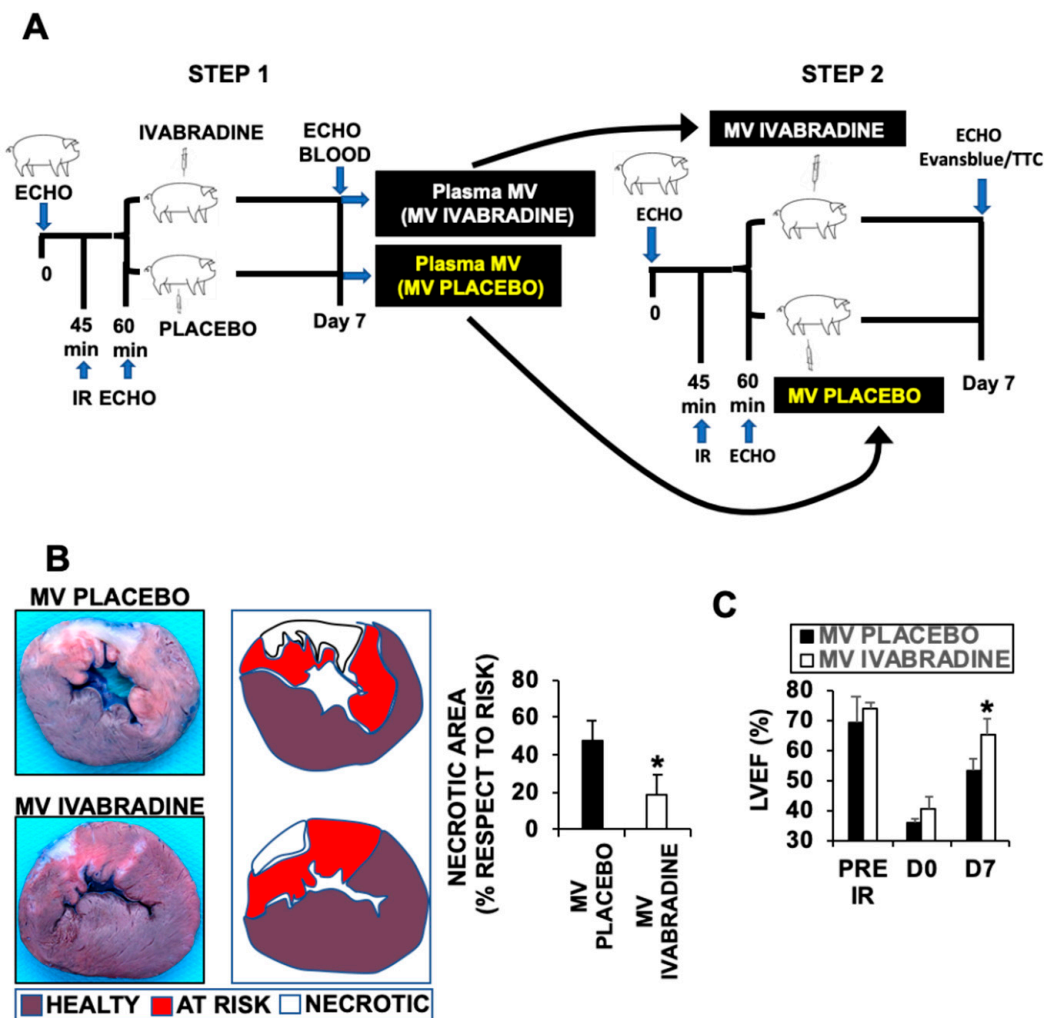 A
STEP 1
IVABRADINE
ECHO
0
45
min
IR
60
min
ECHO
PLACEBO
ECHO
BLOOD
Day 7
Plasma MV
(MV IVABRADINE)
Plasma MV
(MV PLACEBO)
STEP 2
MV IVABRADINE
ECHO
0
45
min
IR
60
min
ECHO
MV PLACEBO
ECHO
Evansblue/TTC
Day 7
B
MV PLACEBO
MV IVABRADINE
HEALTY AT RISK NECROTIC
NECROTIC AREA
(% RESPECT TO RISK)
80
60
40
20
0
*
MV
PLACEBO
MV
IVABRADINE
C
MV PLACEBO
MV IVABRADINE
LVEF (%)
80
70
60
50
40
30
*
PRE
IR
D0
D7